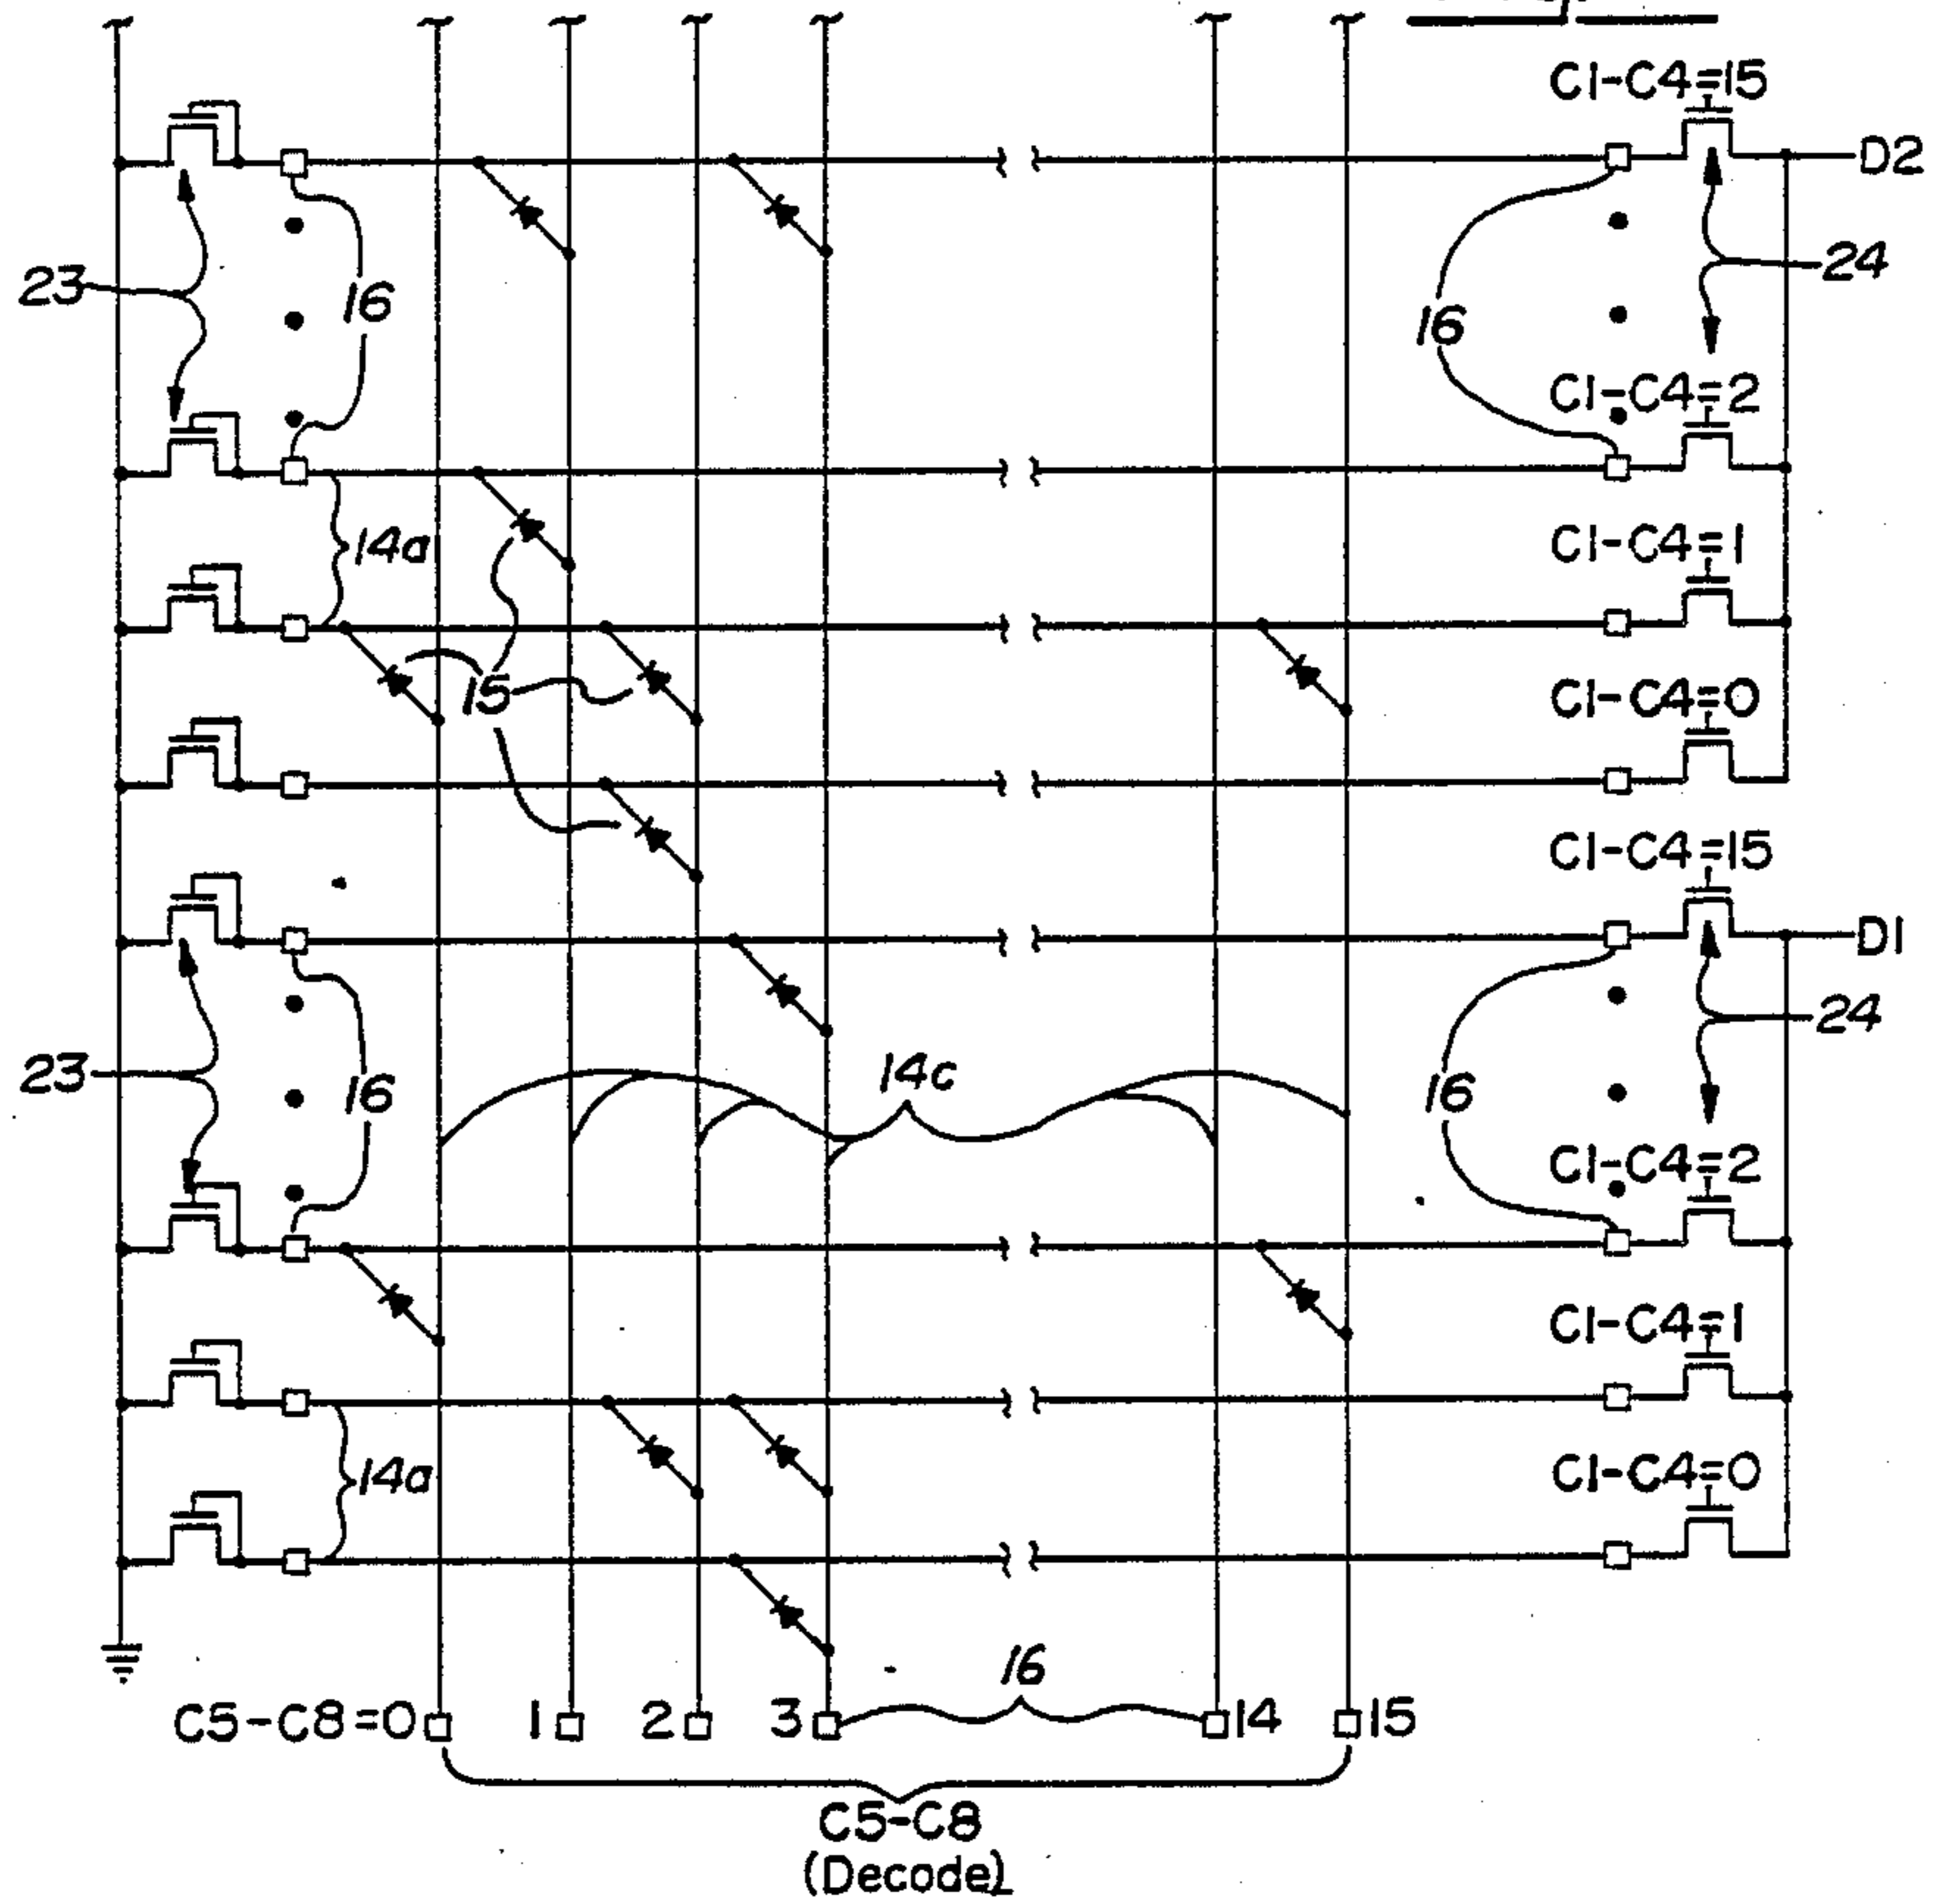 C1-C4=15
D2
23
16
16
24
C1-C4=2
14a
C1-C4=1
15
C1-C4=0
C1-C4=15
D1
23
16
14c
16
24
C1-C4=2
C1-C4=1
14a
C1-C4=0
16
C5-C8=0 1 2 3 14 15
C5-C8
(Decode)